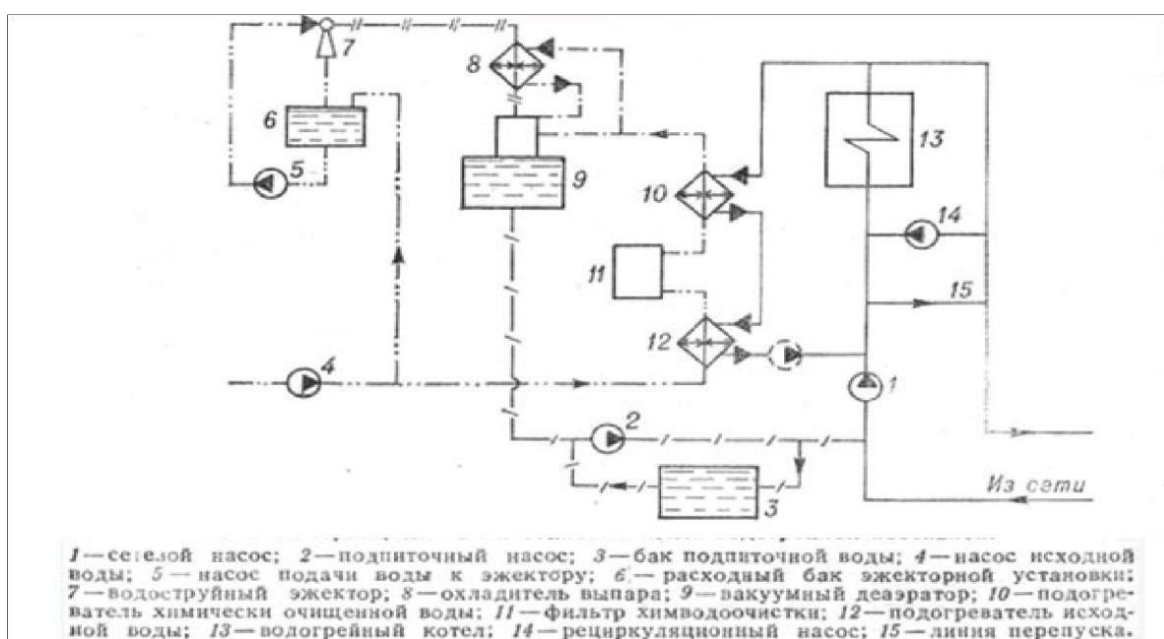 7
8
6
5
9
10
13
14
11
15
12
4
1
2
Из сети
3
1 — сетевой насос; 2 — подпиточный насос; 3 — бак подпиточной воды; 4 — насос исходной
воды; 5 — насос подачи воды к эжектору; 6 — расходный бак эжекторной установки;
7 — водоструйный эжектор; 8 — охладитель выпара; 9 — вакуумный деаэратор; 10 — подогре-
ватель химически очищенной воды; 11 — фильтр химводоочистки; 12 — подогреватель исход-
ной воды; 13 — водогрейный котел; 14 — рециркуляционный насос; 15 — линия перепуска.